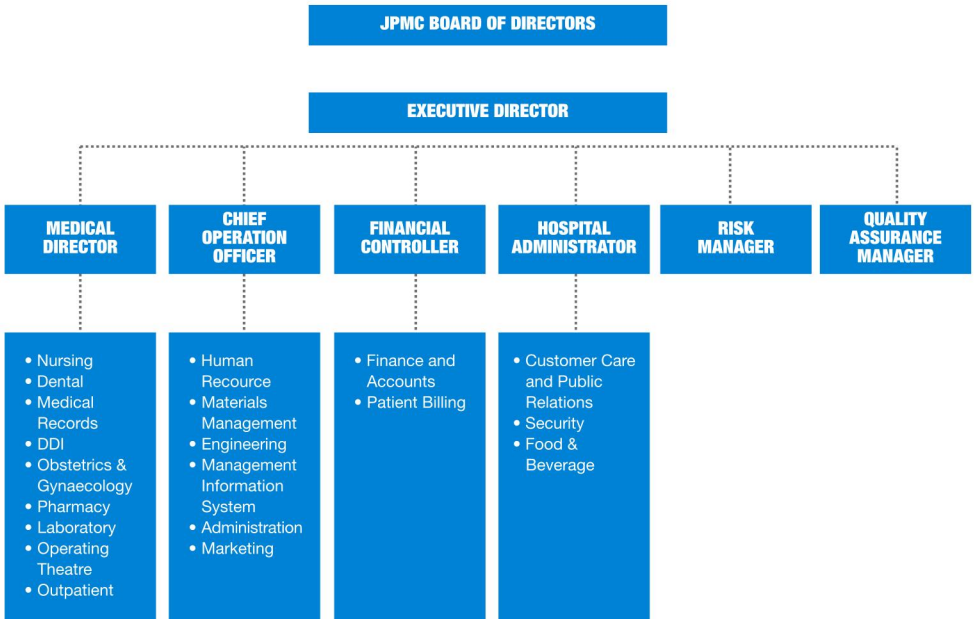 JPMC BOARD OF DIRECTORS
EXECUTIVE DIRECTOR
MEDICAL
DIRECTOR
CHIEF
OPERATION
OFFICER
FINANCIAL
CONTROLLER
HOSPITAL
ADMINISTRATOR
RISK
MANAGER
QUALITY
ASSURANCE
MANAGER
• Nursing
• Dental
• Medical
Records
• DDI
• Obstetrics &
Gynaecology
• Pharmacy
• Laboratory
• Operating
Theatre
• Outpatient
• Human
Recource
• Materials
Management
• Engineering
• Management
Information
System
• Administration
• Marketing
• Finance and
Accounts
• Patient Billing
• Customer Care
and Public
Relations
• Security
• Food &
Beverage